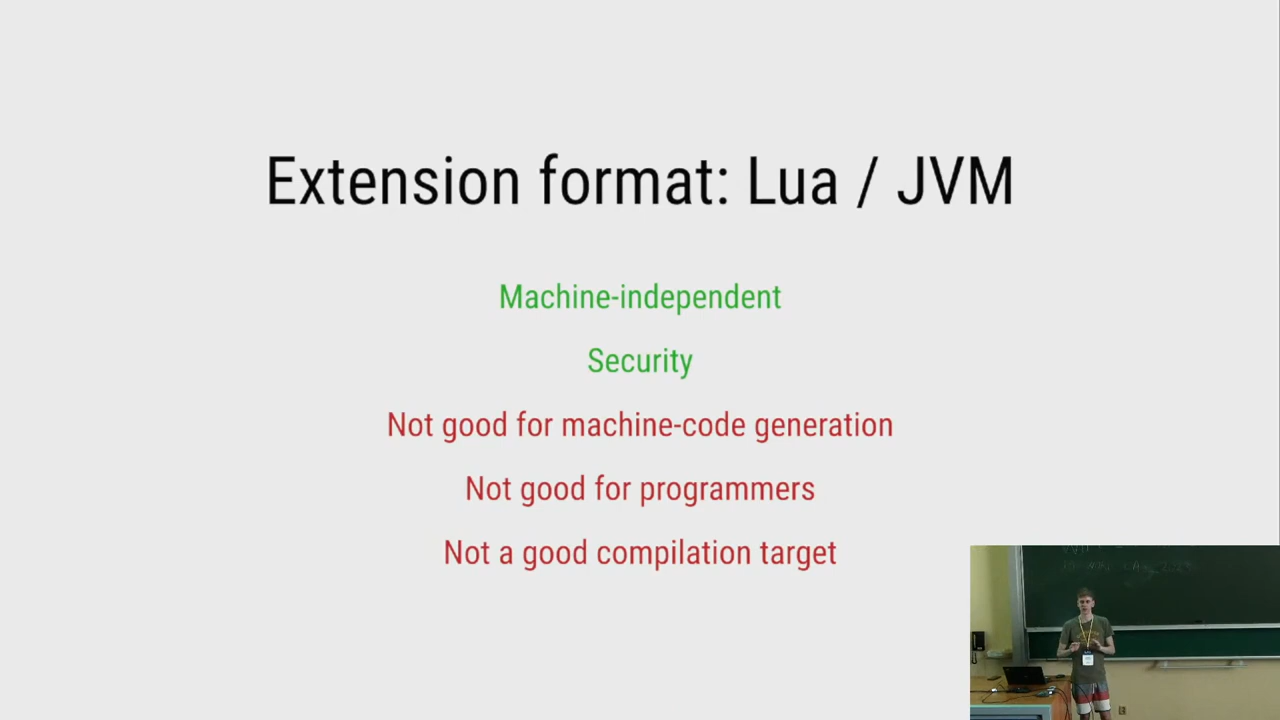 Extension format: Lua / JVM
Machine-independent
Security
Not good for machine-code generation
Not good for programmers
Not a good compilation target